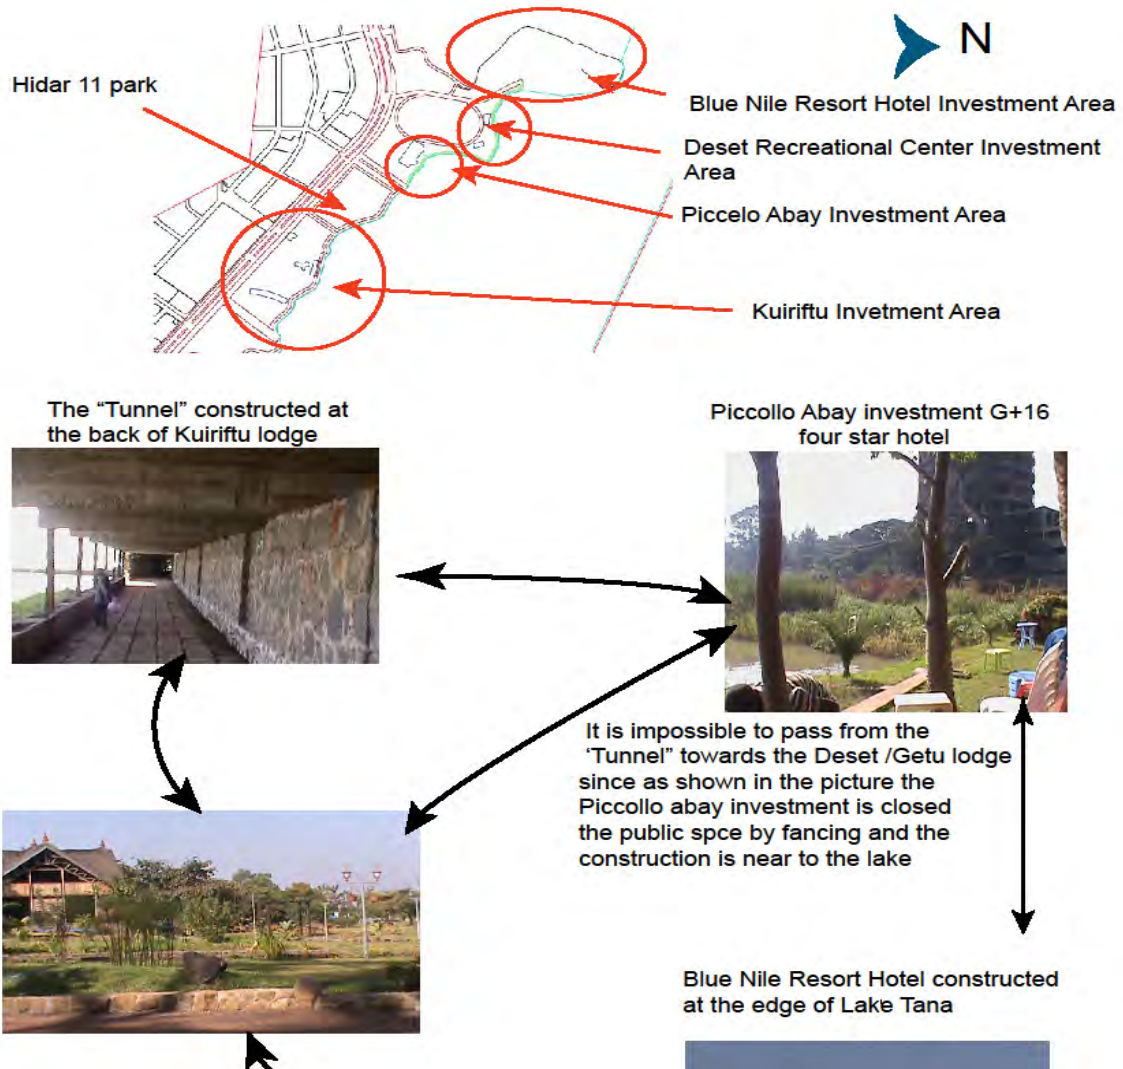 N
Hidar 11 park
Blue Nile Resort Hotel Investment Area
Deset Recreational Center Investment
Area
Piccelo Abay Investment Area
Kuiriftu Invetment Area
The “Tunnel” constructed at
the back of Kuiriftu lodge
Piccollo Abay investment G+16
four star hotel
It is impossible to pass from the
‘Tunnel” towards the Deset /Getu lodge
since as shown in the picture the
Piccollo abay investment is closed
the public spce by fancing and the
construction is near to the lake
Blue Nile Resort Hotel constructed
at the edge of Lake Tana